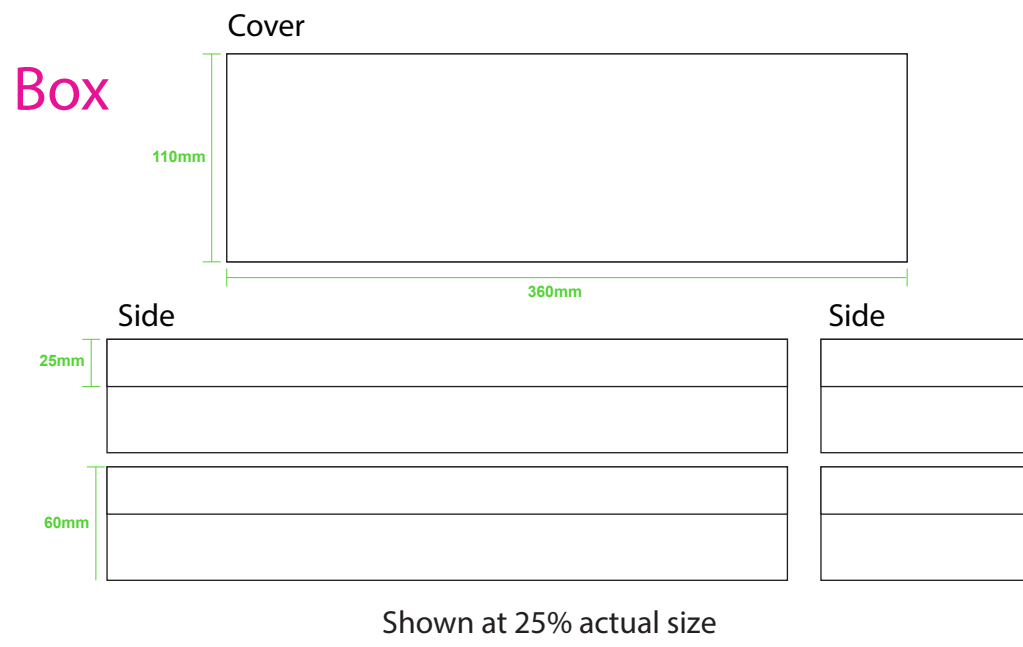 Cover
Box
110mm
360mm
Side
Side
25mm
60mm
Shown at 25% actual size